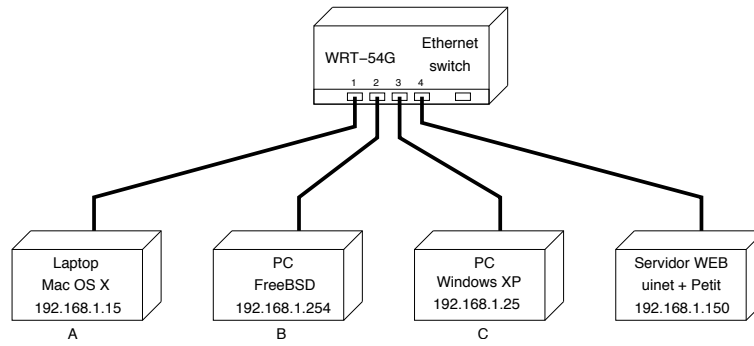 WRT-54G
Ethernet
switch
1 2 3 4
Laptop
Mac OS X
192.168.1.15
A
PC
FreeBSD
192.168.1.254
B
PC
Windows XP
192.168.1.25
C
Servidor WEB
uinet + Petit
192.168.1.150